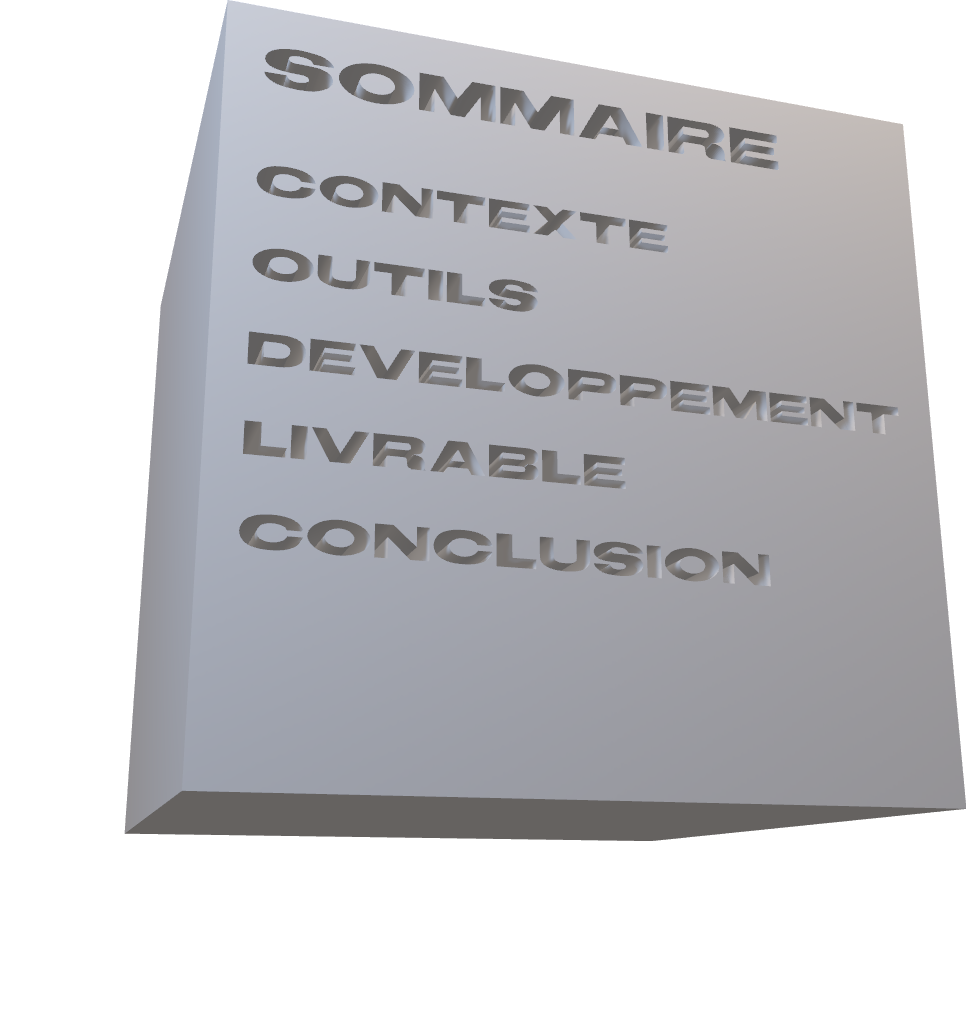 SOMMAIRE
CONTEXTE
OUTILS
DEVELOPPEMENT
LIVRABLE
CONCLUSION